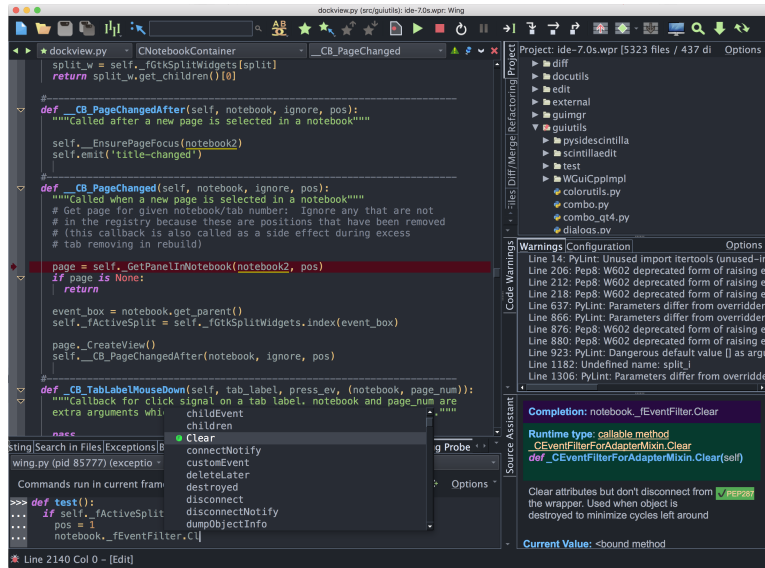 dockview.py (src/guiutils): ide-7.0s.wpr: Wing
dockview.py
CNotebookContainer
__CB_PageChanged
split_w = self._fGtkSplitWidgets[split]
return split_w.get_children()[0]
#----------------------------------------------------------------------
def __CB_PageChangedAfter(self, notebook, ignore, pos):
"""Called after a new page is selected in a notebook"""
self.__EnsurePageFocus(notebook2)
self.emit('title-changed')
#----------------------------------------------------------------------
def __CB_PageChanged(self, notebook, ignore, pos):
"""Called when a new page is selected in a notebook"""
# Get page for given notebook/tab number:  Ignore any that are not
# in the registry because these are positions that have been removed
# (this callback is also called as a side effect during excess
# tab removing in rebuild)
page = self._GetPanelInNotebook(notebook2, pos)
if page is None:
return
event_box = notebook.get_parent()
self._fActiveSplit = self._fGtkSplitWidgets.index(event_box)
page._CreateView()
self.__CB_PageChangedAfter(notebook, ignore, pos)
#----------------------------------------------------------------------
def _CB_TabLabelMouseDown(self, tab_label, press_ev, (notebook, page_num)):
"""Callback for click signal on a tab label. notebook and page_num are
extra arguments whi
."""
pass
childEvent
children
Clear
connectNotify
customEvent
deleteLater
destroyed
disconnect
disconnectNotify
dumpObjectInfo
sting Search in Files Exceptions B
g Probe
wing.py (pid 85777) (exceptio
Commands run in current fram
Options
>>> def test():
... if self._fActiveSplit
... pos = 1
... notebook._fEventFilter.Cl
Line 2140 Col 0 – [Edit]
Project
Refactoring
Diff/Merge
Files
Project: ide-7.0s.wpr [5323 files / 437 di
Options
diff
docutils
edit
external
guimgr
guiutils
pysidescintilla
scintillaedit
test
WGuiCppImpl
colorutils.py
combo.py
combo_qt4.py
dialogs.py
Code Warnings
Warnings Configuration
Options
Line 14: PyLint: Unused import itertools (unused-i
Line 206: Pep8: W602 deprecated form of raising e
Line 212: Pep8: W602 deprecated form of raising e
Line 218: Pep8: W602 deprecated form of raising e
Line 637: PyLint: Parameters differ from overridden
Line 866: PyLint: Parameters differ from overridden
Line 876: Pep8: W602 deprecated form of raising e
Line 880: Pep8: W602 deprecated form of raising e
Line 923: PyLint: Dangerous default value [] as argu
Line 1182: Undefined name: split_i
Line 1306: PyLint: Parameters differ from overridde
Source Assistant
Completion: notebook._fEventFilter.Clear
Runtime type: callable method
_CEventFilterForAdapterMixin.Clear
def _CEventFilterForAdapterMixin.Clear(self)
Clear attributes but don't disconnect from
PEP287
the wrapper. Used when object is
destroyed to minimize cycles left around
Current Value: <bound method